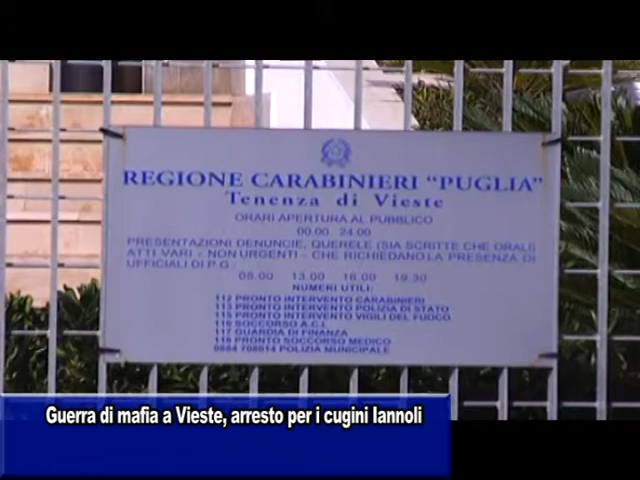 REGIONE CARABINIERI "PUGLIA"
Tenenza di Vieste
ORARI APERTURA AL PUBBLICO
00.00 24.00
PRESENTAZIONI DENUNCIE, QUERELE (SIA SCRITTE CHE ORALI)
ATTI VARI - NON URGENTI - CHE RICHIEDANO LA PRESENZA DI
UFFICIALI DI P.G.:
08.00 13.00 16.00 19.30
NUMERI UTILI:
112 PRONTO INTERVENTO CARABINIERI
113 PRONTO INTERVENTO POLIZIA DI STATO
115 PRONTO INTERVENTO VIGILI DEL FUOCO
116 SOCCORSO A.C.I.
117 GUARDIA DI FINANZA
118 PRONTO SOCCORSO MEDICO
0884 708014 POLIZIA MUNICIPALE
Guerra di mafia a Vieste, arresto per i cugini Iannoli